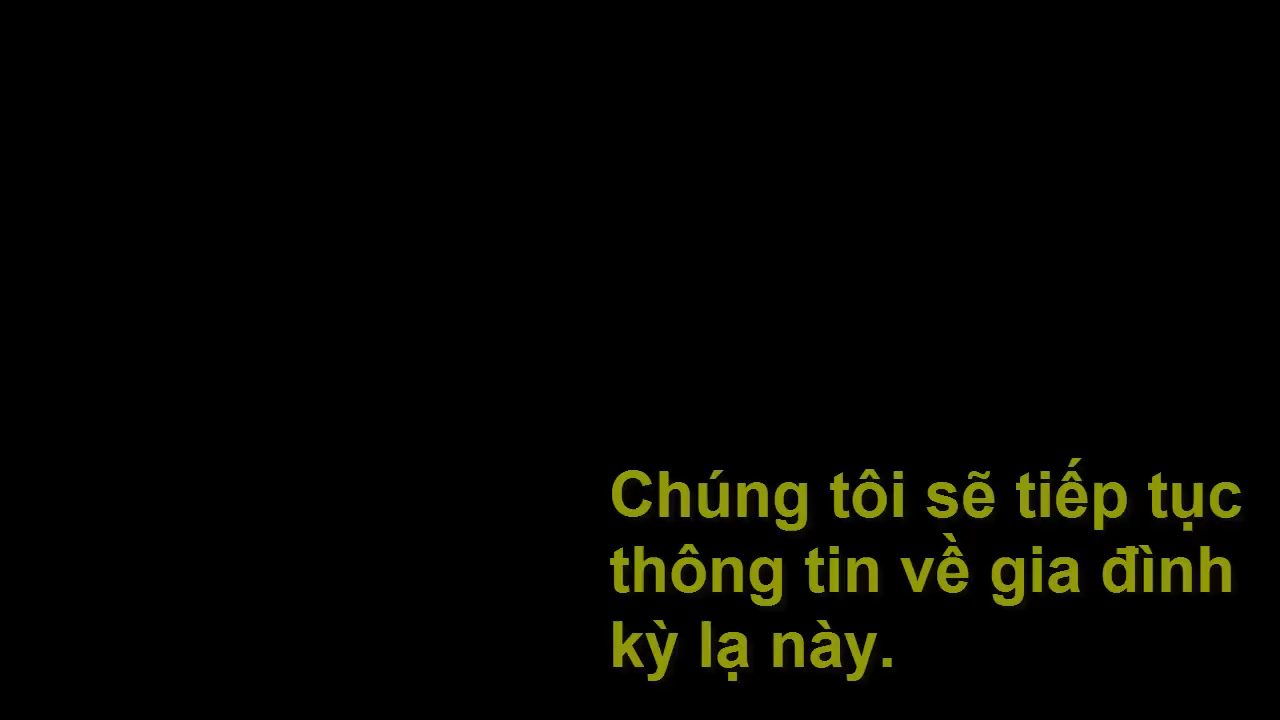 Chúng tôi sẽ tiếp tục
thông tin về gia đình
kỳ lạ này.